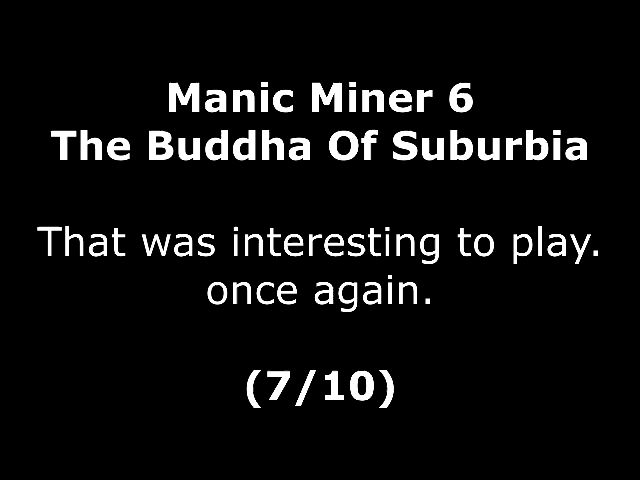 Manic Miner 6
The Buddha Of Suburbia
That was interesting to play.
once again.
(7/10)